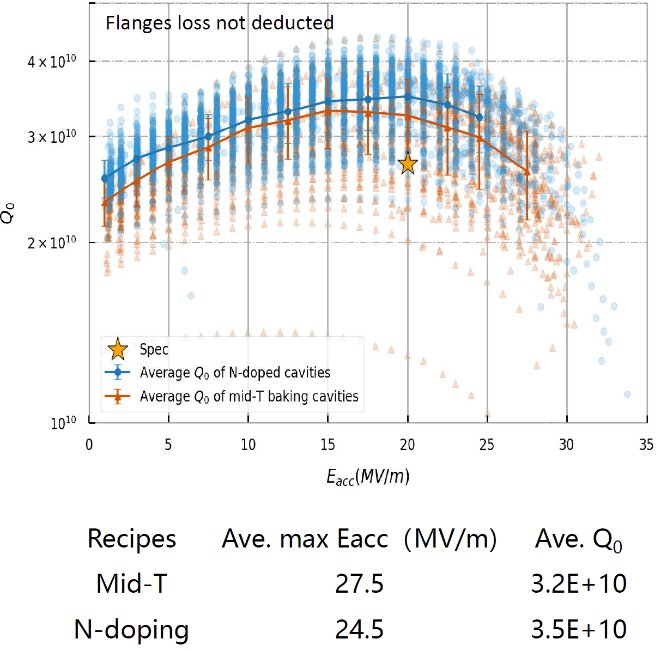 Flanges loss not deducted
4 × 10¹⁰
3 × 10¹⁰
2 × 10¹⁰
10¹⁰
Q₀
Spec
Average Q₀ of N-doped cavities
Average Q₀ of mid-T baking cavities
0 5 10 15 20 25 30 35
Eacc(MV/m)
Recipes Ave. max Eacc（MV/m) Ave. Q₀
Mid-T 27.5 3.2E+10
N-doping 24.5 3.5E+10